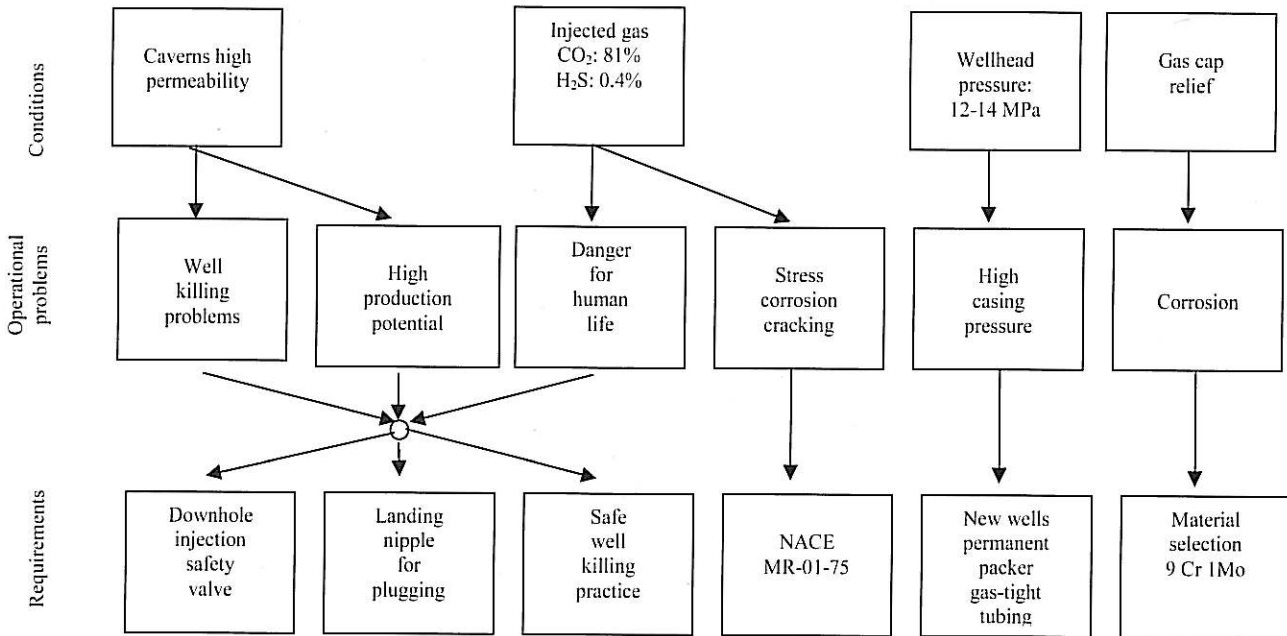 Conditions
Caverns high
permeability
Injected gas
CO₂: 81%
H₂S: 0.4%
Wellhead
pressure:
12-14 MPa
Gas cap
relief
Operational
problems
Well
killing
problems
High
production
potential
Danger
for
human
life
Stress
corrosion
cracking
High
casing
pressure
Corrosion
Requirements
Downhole
injection
safety
valve
Landing
nipple
for
plugging
Safe
well
killing
practice
NACE
MR-01-75
New wells
permanent
packer
gas-tight
tubing
Material
selection
9 Cr 1Mo